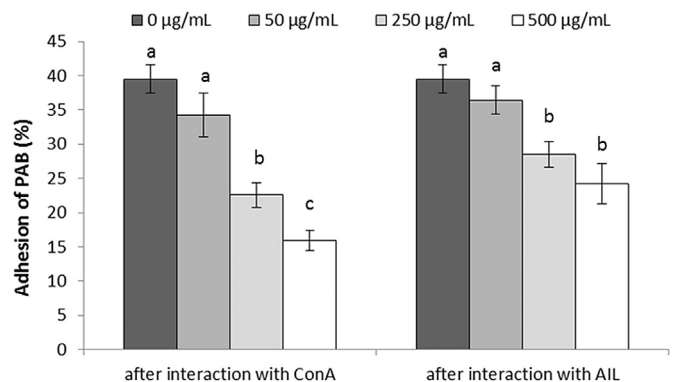 0 µg/mL 50 µg/mL 250 µg/mL 500 µg/mL
Adhesion of PAB (%)
45
40
35
30
25
20
15
10
5
0
a a b c
a a b b
after interaction with ConA after interaction with AIL